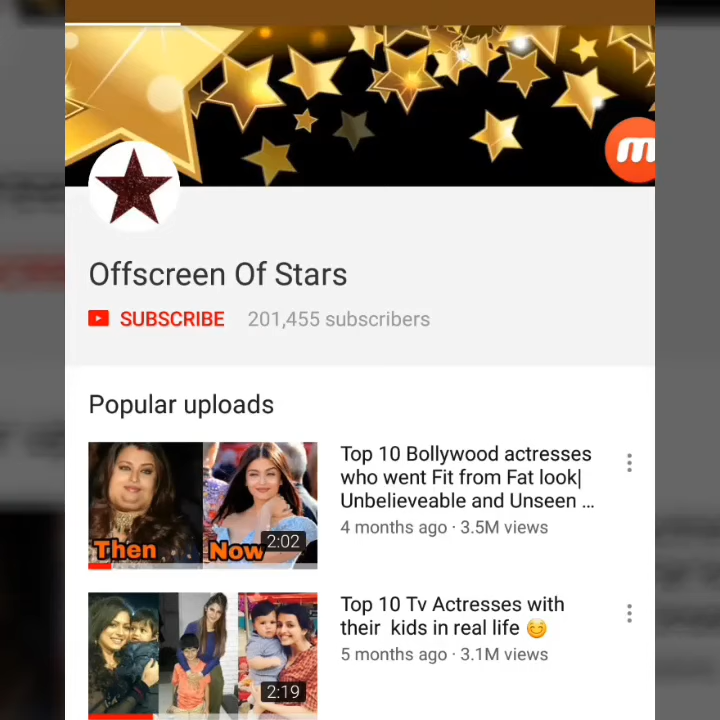 m
Offscreen Of Stars
SUBSCRIBE 201,455 subscribers
Popular uploads
Top 10 Bollywood actresses
who went Fit from Fat look|
Unbelieveable and Unseen ...
4 months ago · 3.5M views
Then Now 2:02
Top 10 Tv Actresses with
their kids in real life 😊
5 months ago · 3.1M views
2:19